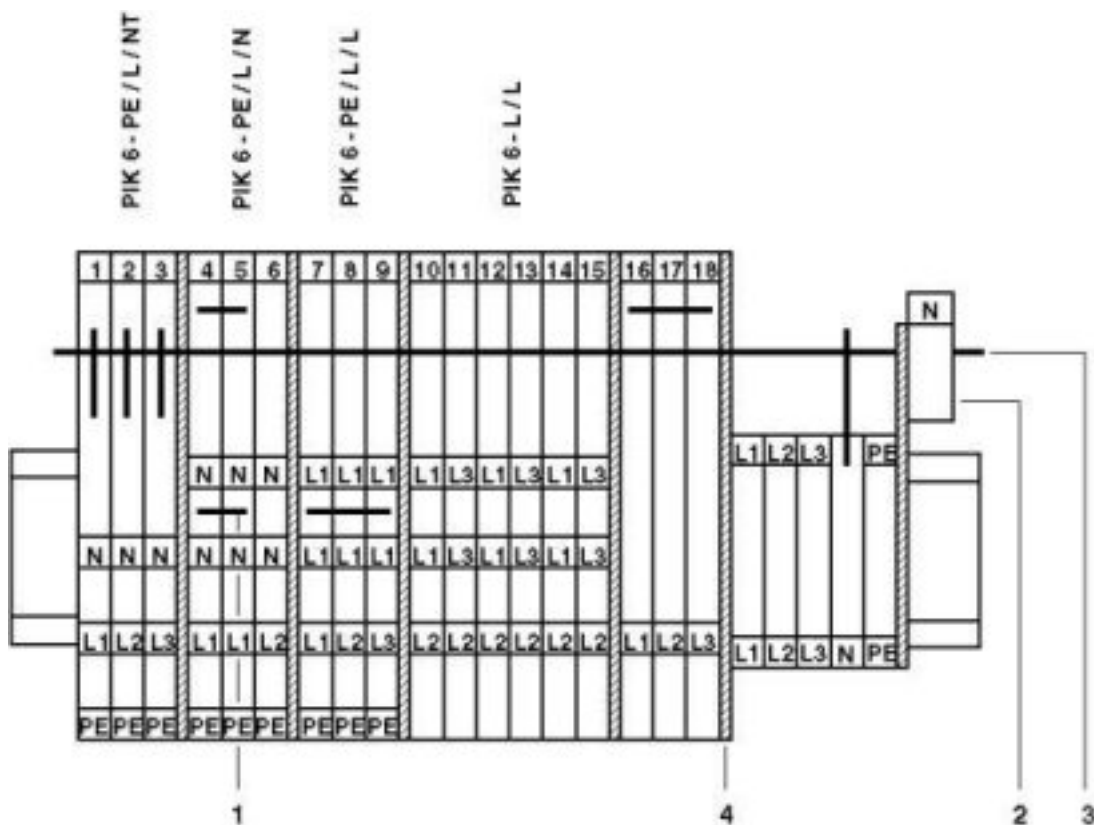 PIK 6 - PE / L / NT
PIK 6 - PE / L / N
PIK 6 - PE / L / L
PIK 6 - L / L
1 2 3 4 5 6 7 8 9 10 11 12 13 14 15 16 17 18
N
L1 L2 L3 PE
N N N L1 L1 L1 L1 L3 L1 L3 L1 L3
N N N N N N L1 L1 L1 L1 L3 L1 L3 L1 L3
L1 L2 L3 L1 L1 L2 L1 L2 L3 L2 L2 L2 L2 L2 L2 L1 L2 L3
L1 L2 L3 N PE
PE PE PE PE PE PE PE PE PE
1 4 2 3